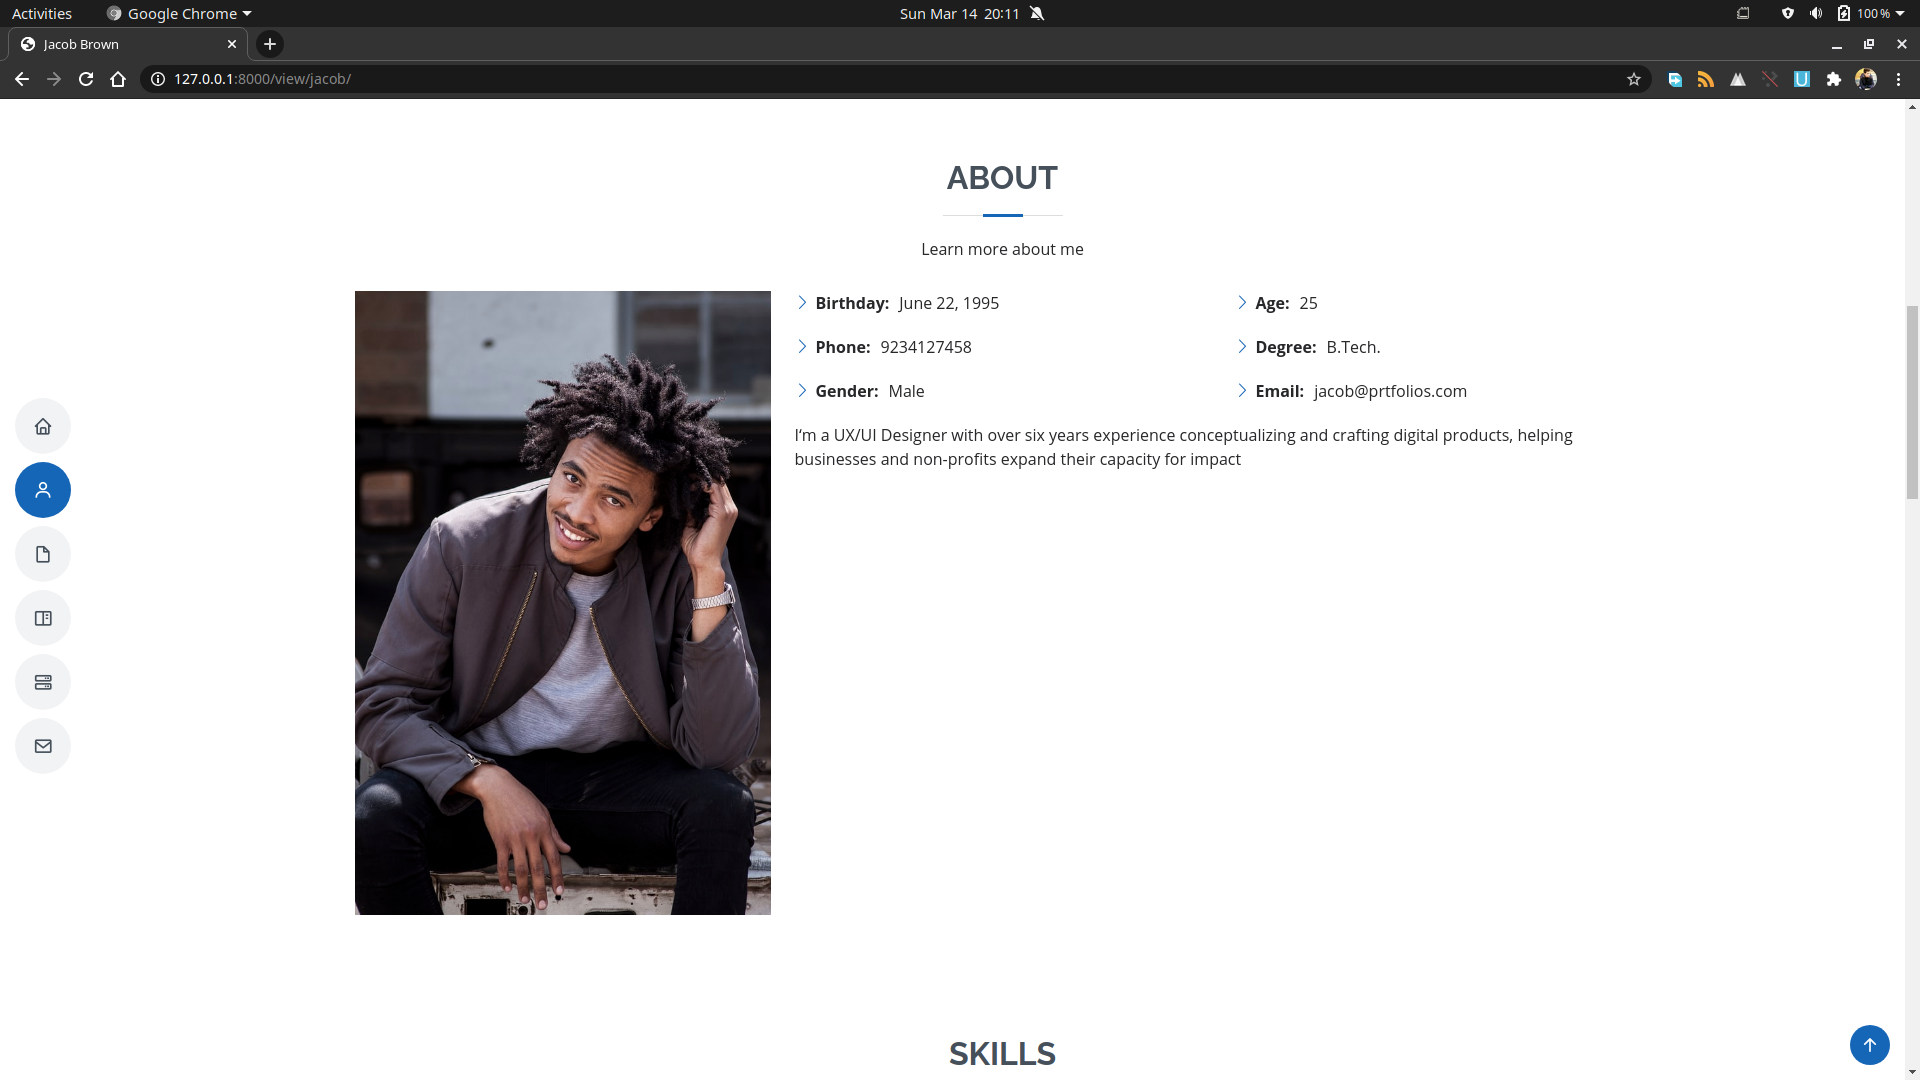 Activities Google Chrome Sun Mar 14 20:11 100 %
Jacob Brown
127.0.0.1:8000/view/jacob/
ABOUT
Learn more about me
Birthday: June 22, 1995 Age: 25
Phone: 9234127458 Degree: B.Tech.
Gender: Male Email: jacob@prtfolios.com
I'm a UX/UI Designer with over six years experience conceptualizing and crafting digital products, helping
businesses and non-profits expand their capacity for impact
SKILLS